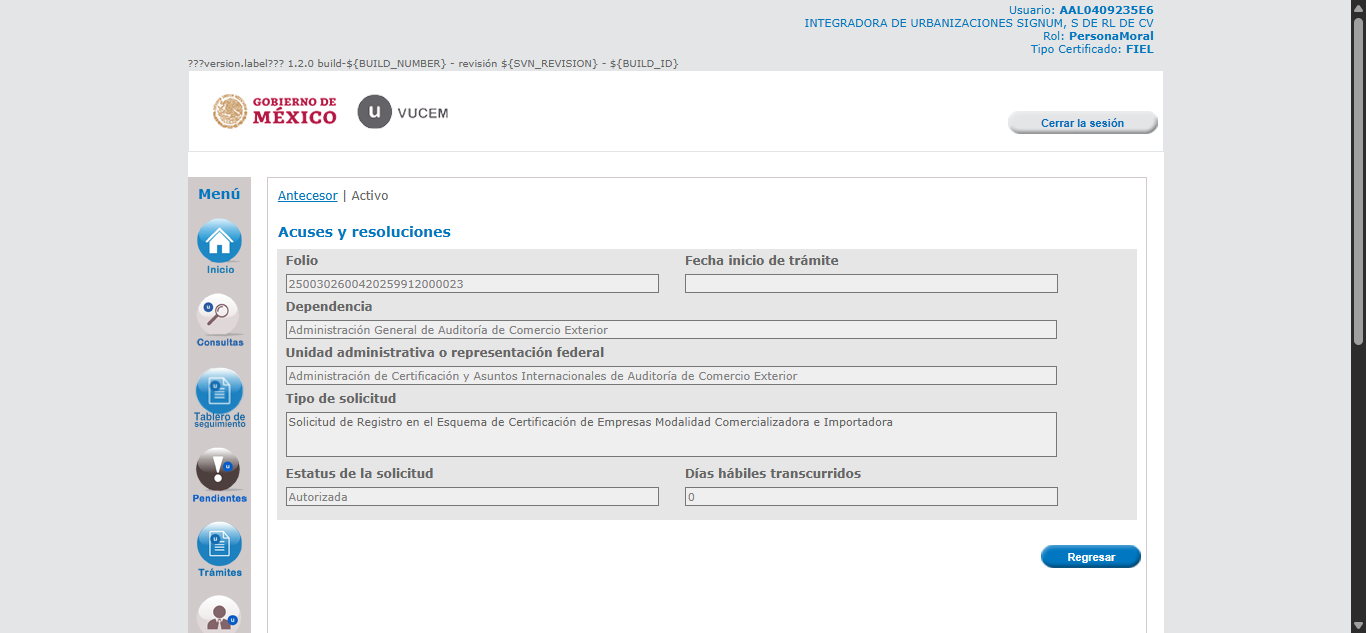 Usuario: AAL0409235E6
INTEGRADORA DE URBANIZACIONES SIGNUM, S DE RL DE CV
Rol: PersonaMoral
Tipo Certificado: FIEL
???version.label??? 1.2.0 build-${BUILD_NUMBER} - revisión ${SVN_REVISION} - ${BUILD_ID}
GOBIERNO DE
MÉXICO
u VUCEM
Cerrar la sesión
Menú
Inicio
Consultas
Tablero de
seguimiento
Pendientes
Trámites
Antecesor | Activo
Acuses y resoluciones
Folio
2500302600420259912000023
Fecha inicio de trámite
Dependencia
Administración General de Auditoría de Comercio Exterior
Unidad administrativa o representación federal
Administración de Certificación y Asuntos Internacionales de Auditoría de Comercio Exterior
Tipo de solicitud
Solicitud de Registro en el Esquema de Certificación de Empresas Modalidad Comercializadora e Importadora
Estatus de la solicitud
Autorizada
Días hábiles transcurridos
0
Regresar